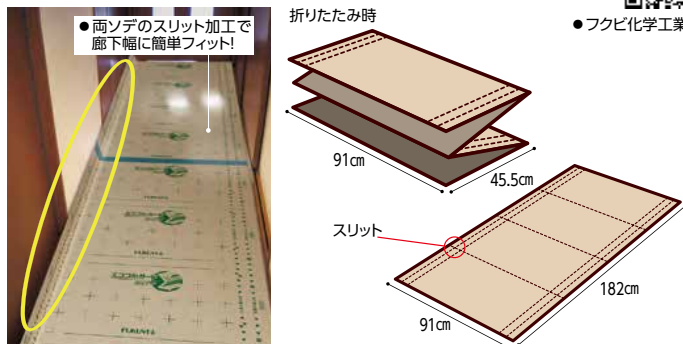 ●両ソデのスリット加工で
廊下幅に簡単フィット!
折りたたみ時
●フクビ化学工業
91㎝
45.5㎝
スリット
182㎝
91㎝